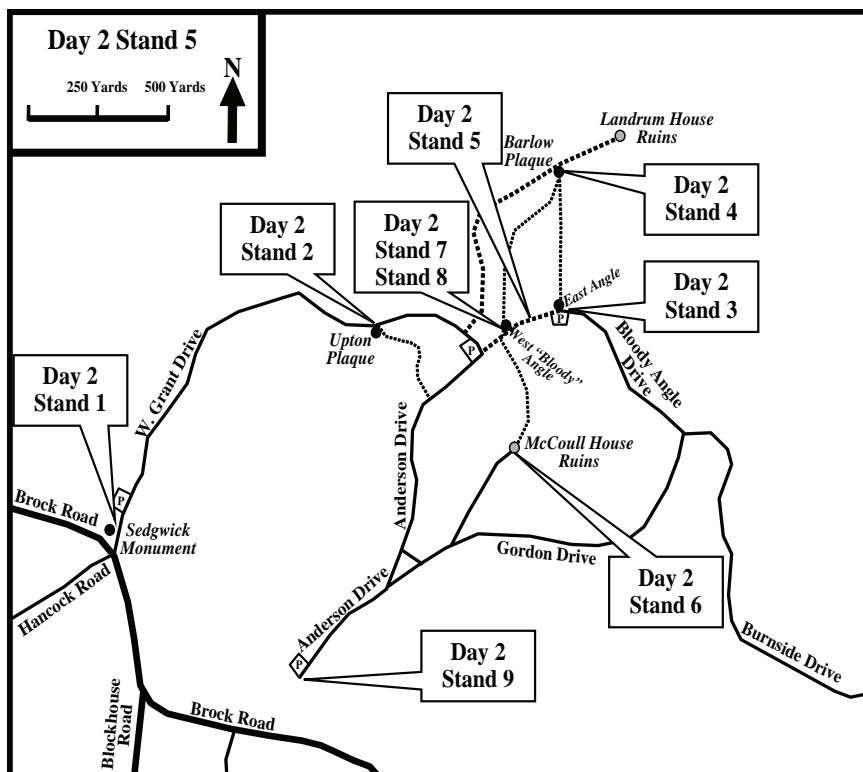 Day 2 Stand 5
N
250 Yards
500 Yards
Day 2
Stand 5
Landrum House
Ruins
Barlow
Plaque
Day 2
Stand 4
Day 2
Stand 2
Day 2
Stand 7
Stand 8
East Angle
Day 2
Stand 3
P
Upton
Plaque
P
West “Bloody”
Angle
Bloody Angle
Drive
W. Grant Drive
Day 2
Stand 1
Anderson Drive
McCoull House
Ruins
P
Brock Road
Sedgwick
Monument
Hancock Road
Gordon Drive
Day 2
Stand 6
Anderson Drive
P
Day 2
Stand 9
Burnside Drive
Blockhouse
Road
Brock Road